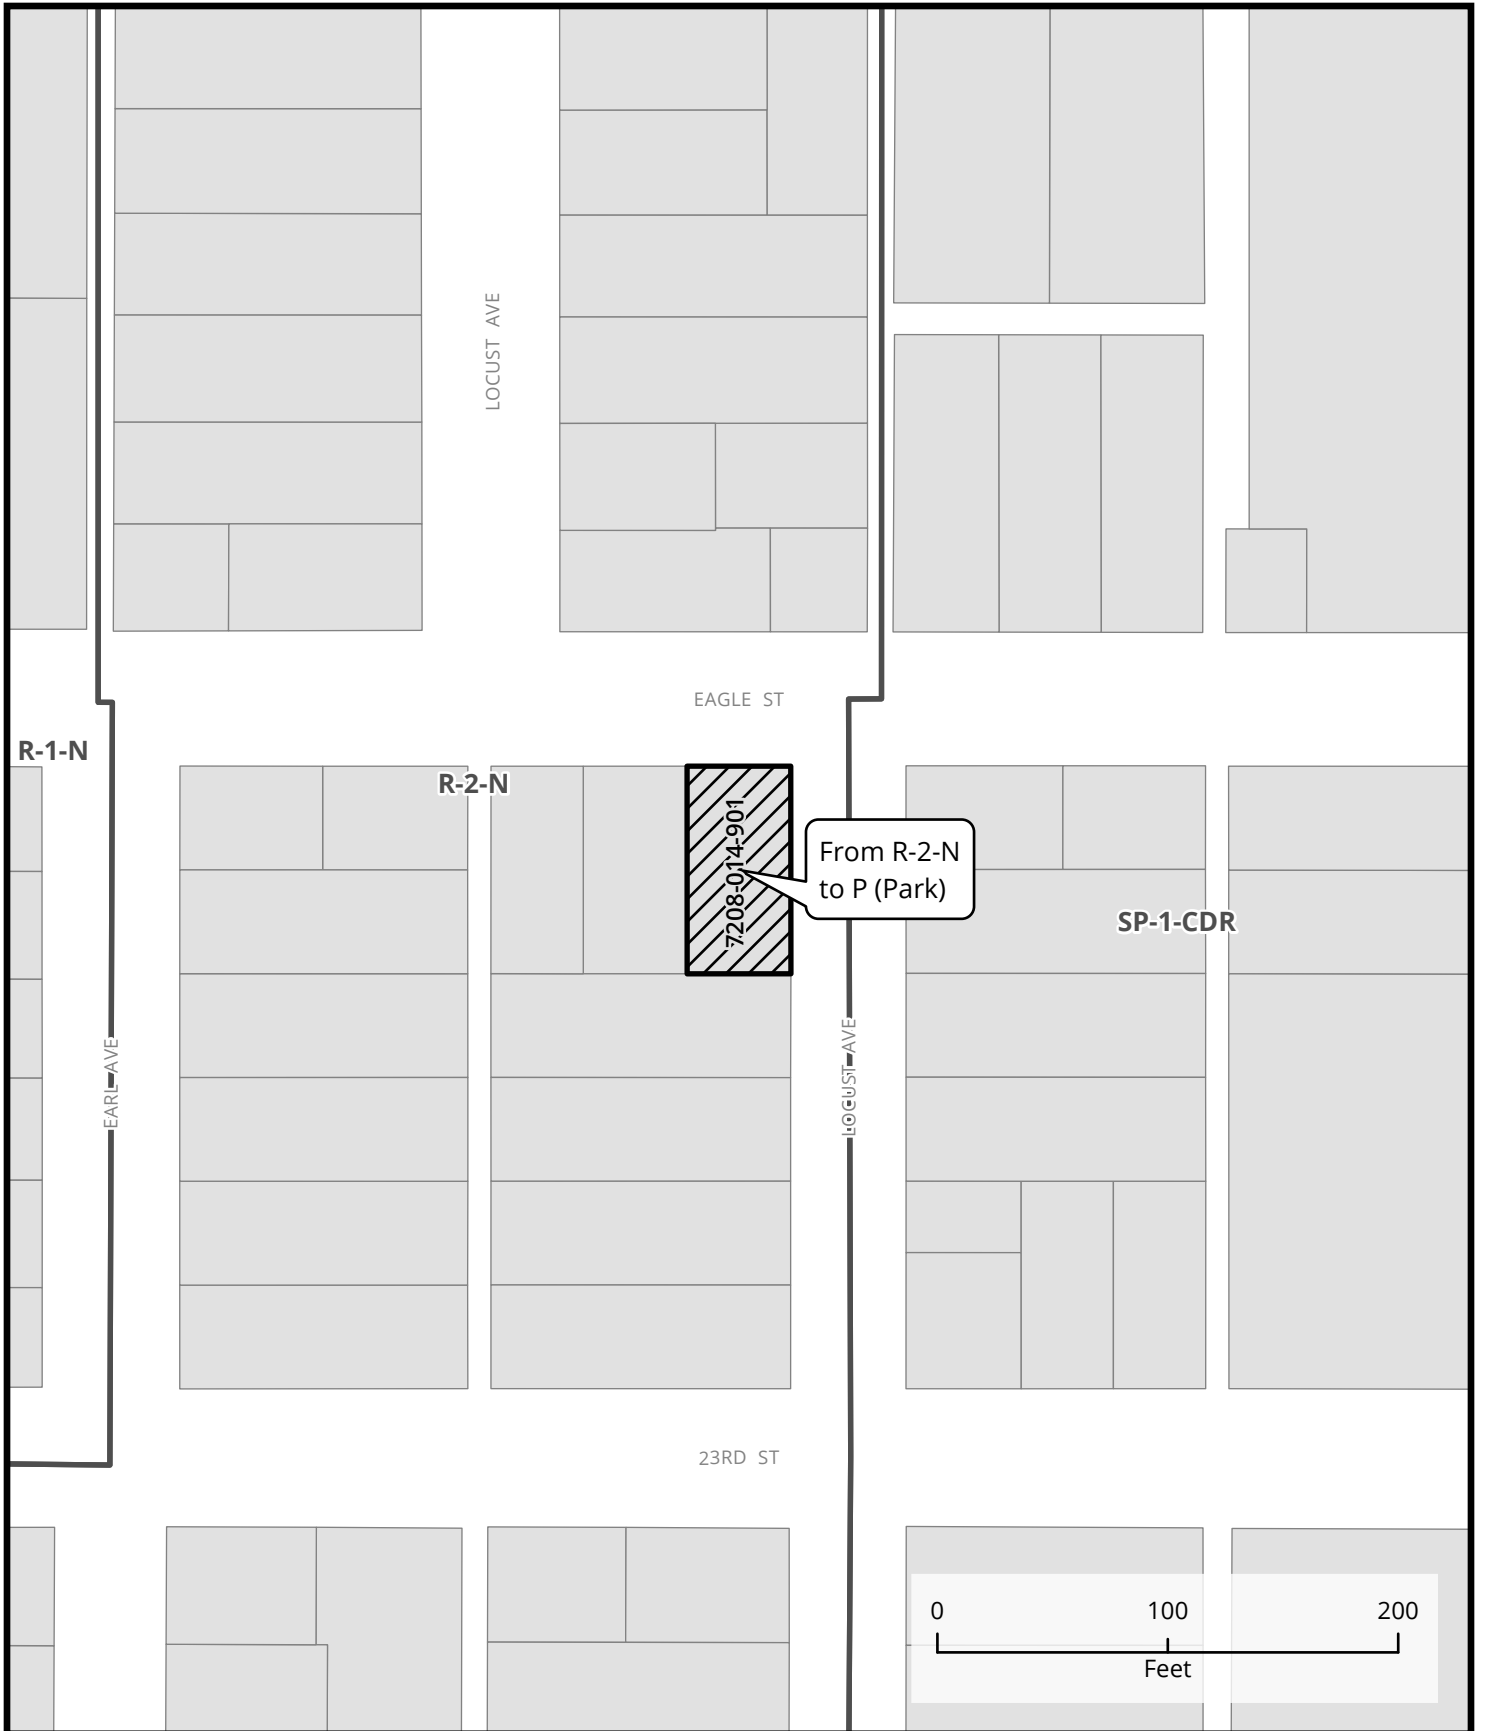 LOCUST AVE
EAGLE ST
R-1-N
R-2-N
7208-014-901
From R-2-N
to P (Park)
SP-1-CDR
EARL AVE
LOCUST AVE
23RD ST
0 100 200
Feet